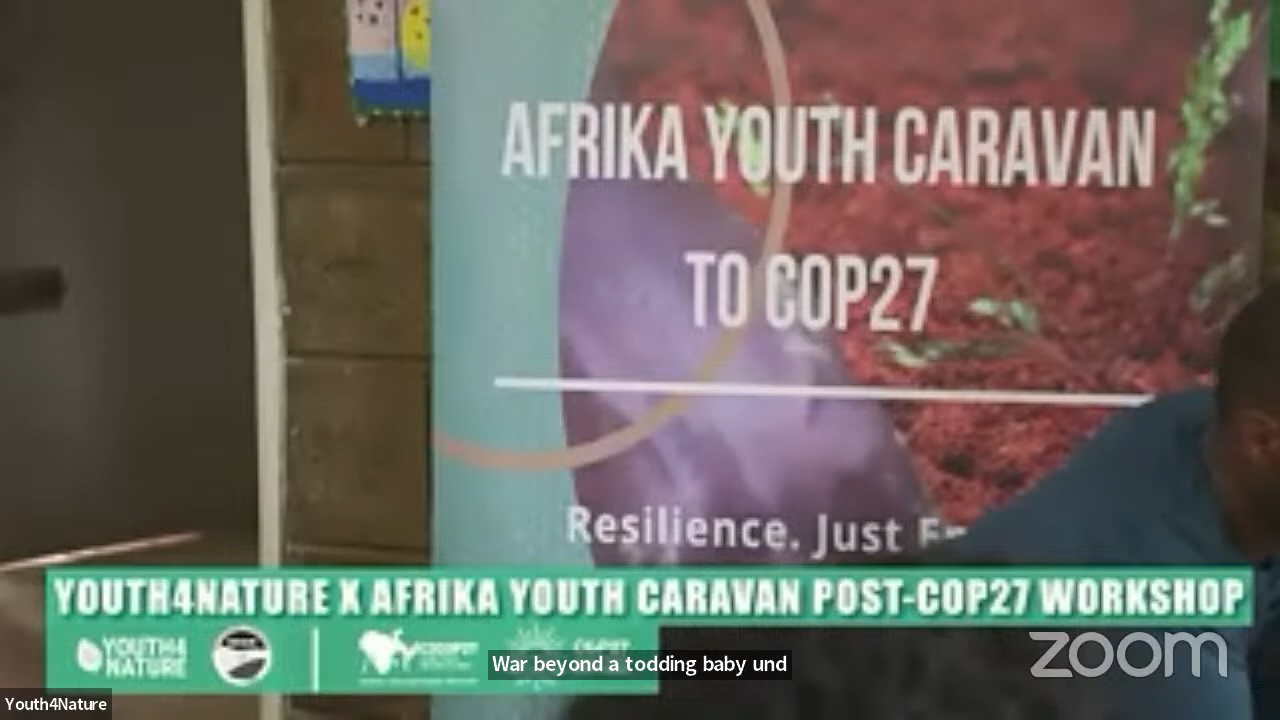 AFRIKA YOUTH CARAVAN
TO COP27
Resilience. Just
YOUTH4NATURE X AFRIKA YOUTH CARAVAN POST-COP27 WORKSHOP
YOUTH4
NATURE
War beyond a todding baby und
zoom
Youth4Nature